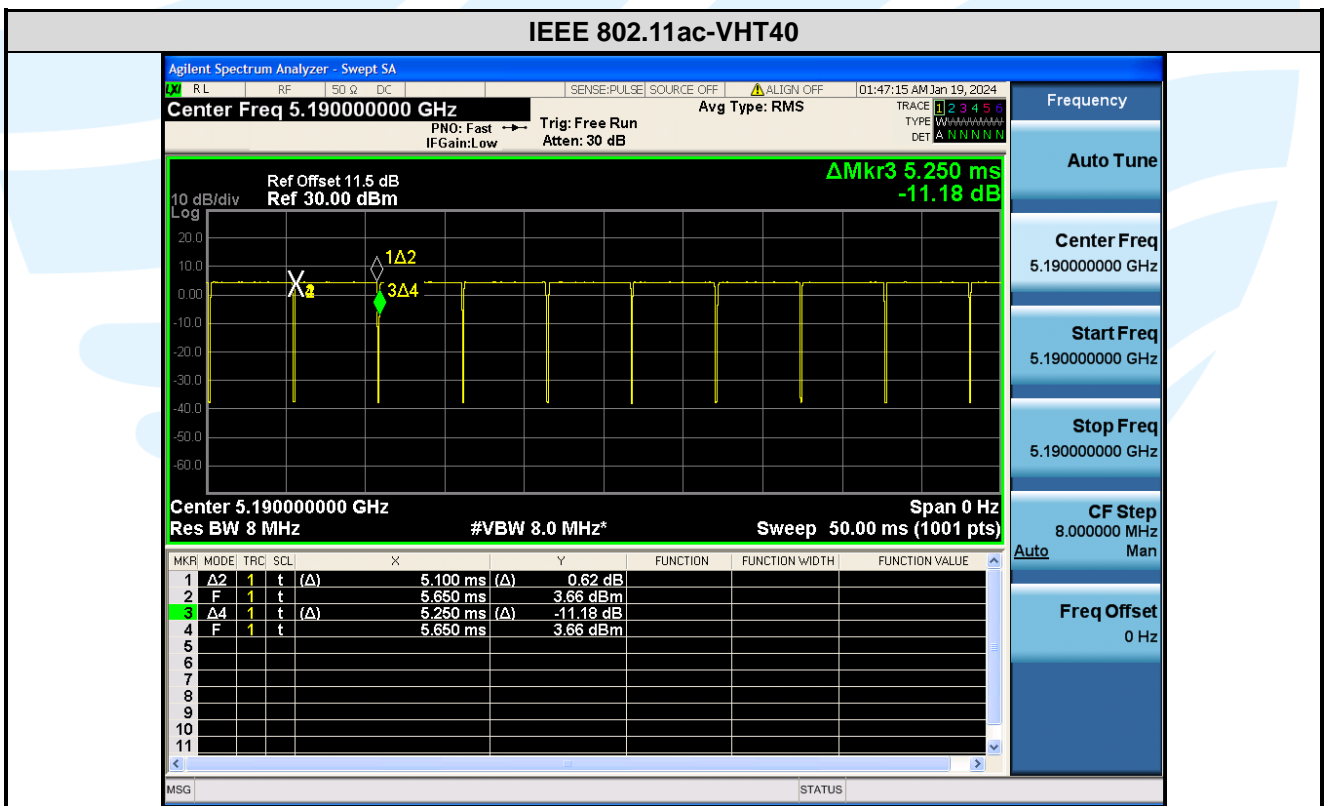 IEEE 802.11ac-VHT40
Agilent Spectrum Analyzer - Swept SA
LXI RL RF 50 Ω DC SENSE:PULSE SOURCE OFF ALIGN OFF 01:47:15 AM Jan 19, 2024
Center Freq 5.190000000 GHz Avg Type: RMS TRACE 1 2 3 4 5 6
PNO: Fast Trig: Free Run TYPE W
IFGain:Low Atten: 30 dB DET A N N N N N
ΔMkr3 5.250 ms
-11.18 dB
Ref Offset 11.5 dB
10 dB/div Ref 30.00 dBm
Log
20.0
10.0
0.00
-10.0
-20.0
-30.0
-40.0
-50.0
-60.0
1Δ2
3Δ4
Center 5.190000000 GHz Span 0 Hz
Res BW 8 MHz #VBW 8.0 MHz* Sweep 50.00 ms (1001 pts)
MKR MODE TRC SCL X Y FUNCTION FUNCTION WIDTH FUNCTION VALUE
1 Δ2 1 t (Δ) 5.100 ms (Δ) 0.62 dB
2 F 1 t 5.650 ms 3.66 dBm
3 Δ4 1 t (Δ) 5.250 ms (Δ) -11.18 dB
4 F 1 t 5.650 ms 3.66 dBm
5
6
7
8
9
10
11
MSG STATUS
Frequency
Auto Tune
Center Freq
5.190000000 GHz
Start Freq
5.190000000 GHz
Stop Freq
5.190000000 GHz
CF Step
8.000000 MHz
Auto Man
Freq Offset
0 Hz